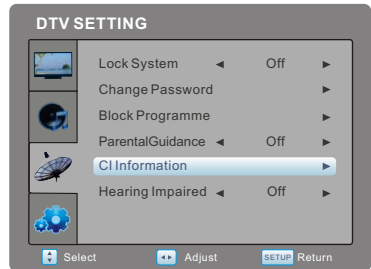 DTV SETTING
Lock System Off
Change Password
Block Programme
ParentalGuidance Off
CI Information
Hearing Impaired Off
Select Adjust SETUP Return